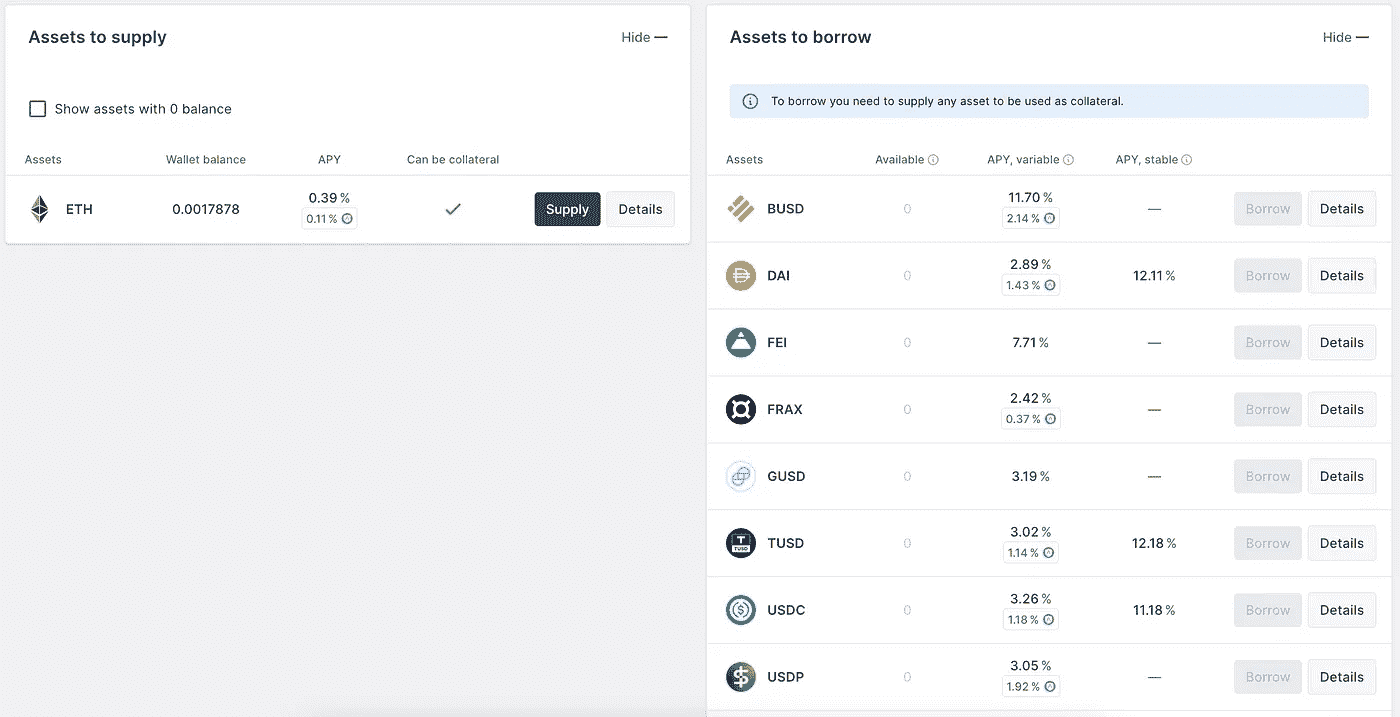 Assets to supply
Hide —
Show assets with 0 balance
Assets Wallet balance APY Can be collateral
ETH 0.0017878 0.39 % Supply Details
0.11 %
Assets to borrow
Hide —
To borrow you need to supply any asset to be used as collateral.
Assets Available APY, variable APY, stable
BUSD 0 11.70 % — Borrow Details
2.14 %
DAI 0 2.89 % 12.11 % Borrow Details
1.43 %
FEI 0 7.71 % — Borrow Details
FRAX 0 2.42 % — Borrow Details
0.37 %
GUSD 0 3.19 % — Borrow Details
TUSD 0 3.02 % 12.18 % Borrow Details
1.14 %
USDC 0 3.26 % 11.18 % Borrow Details
1.18 %
USDP 0 3.05 % — Borrow Details
1.92 %